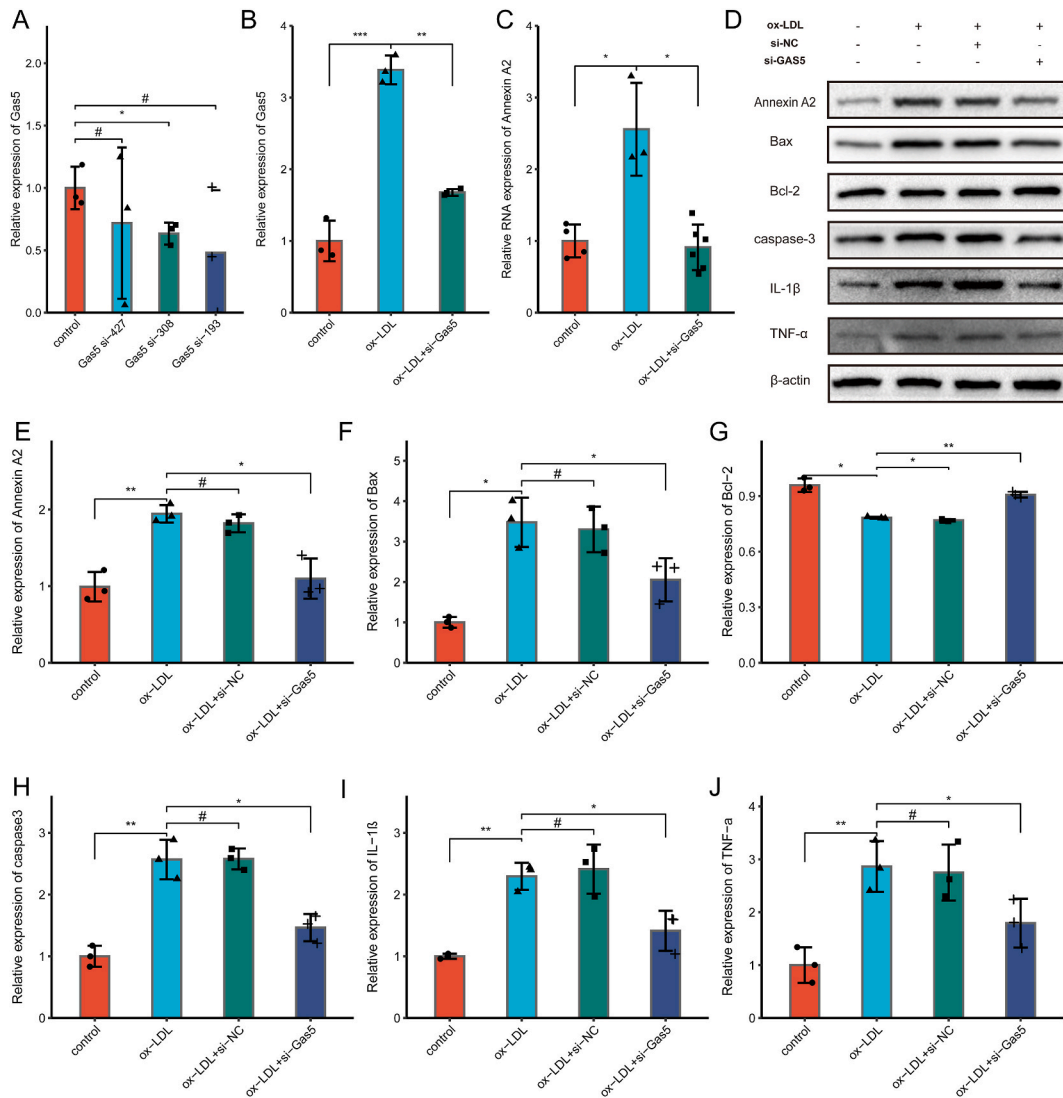 A
Relative expression of Gas5
#
*
#
1.5
1.0
0.5
0.0
control
Gas5 si−427
Gas5 si−308
Gas5 si−193
B
Relative expression of Gas5
***
**
4
3
2
1
0
control
ox−LDL
ox−LDL+si−Gas5
C
Relative RNA expression of Annexin A2
*
*
4
3
2
1
0
control
ox−LDL
ox−LDL+si−Gas5
D
ox-LDL - + + +
si-NC - +
si-GAS5 - +
Annexin A2
Bax
Bcl-2
caspase-3
IL-1β
TNF-α
β-actin
E
Relative expression of Annexin A2
*
#
**
2
1
0
control
ox−LDL
ox−LDL+si−NC
ox−LDL+si−Gas5
F
Relative expression of Bax
*
#
*
5
4
3
2
1
0
control
ox−LDL
ox−LDL+si−NC
ox−LDL+si−Gas5
G
Relative expression of Bcl−2
**
*
*
0.9
0.6
0.3
0.0
control
ox−LDL
ox−LDL+si−NC
ox−LDL+si−Gas5
H
Relative expression of caspase3
*
#
**
3
2
1
0
control
ox−LDL
ox−LDL+si−NC
ox−LDL+si−Gas5
I
Relative expression of IL−1ß
*
#
**
3
2
1
0
control
ox−LDL
ox−LDL+si−NC
ox−LDL+si−Gas5
J
Relative expression of TNF−a
*
#
**
4
3
2
1
0
control
ox−LDL
ox−LDL+si−NC
ox−LDL+si−Gas5